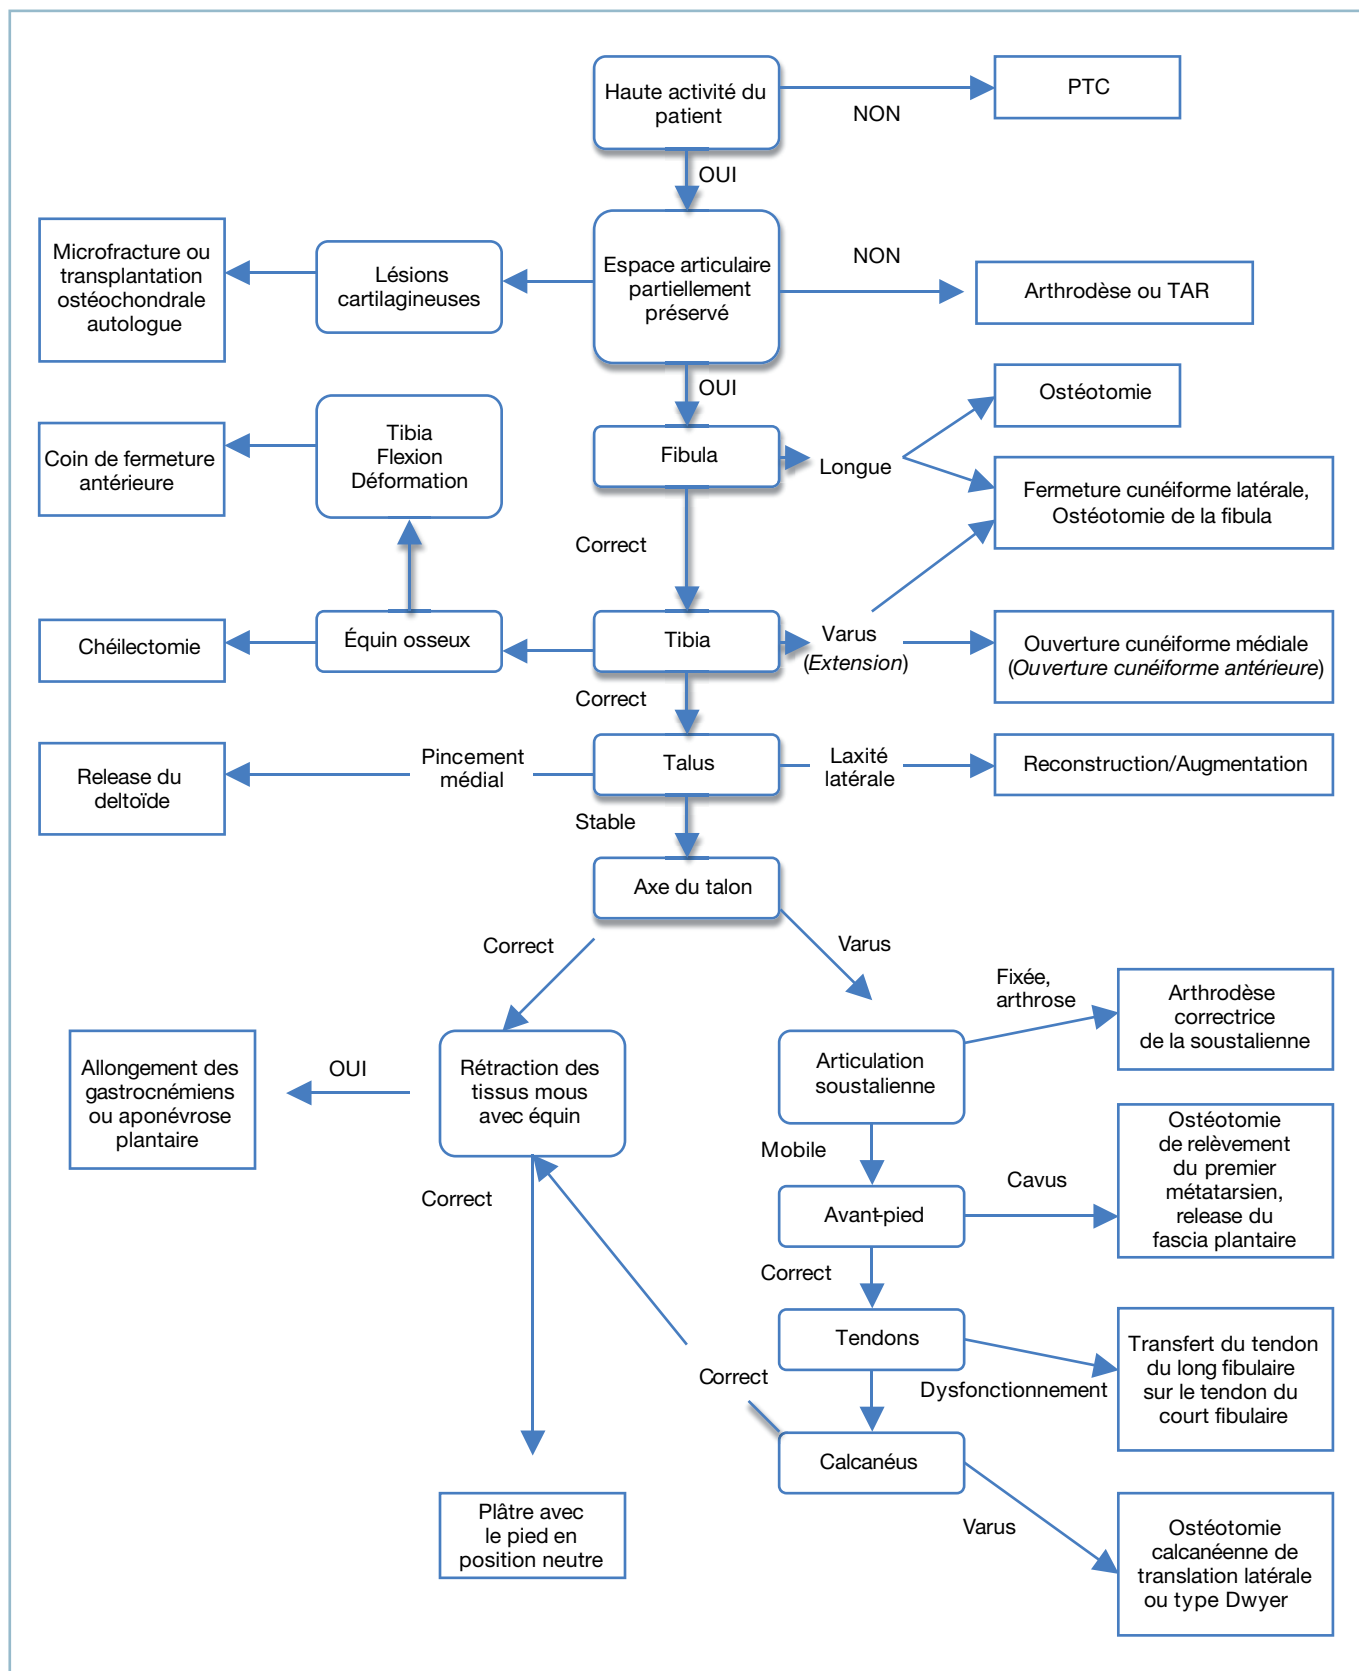 Haute activité du
patient
NON
PTC
OUI
Microfracture ou
transplantation
ostéochondrale
autologue
Lésions
cartilagineuses
Espace articulaire
partiellement
préservé
NON
Arthrodèse ou TAR
OUI
Coin de fermeture
antérieure
Tibia
Flexion
Déformation
Fibula
Longue
Ostéotomie
Fermeture cunéiforme latérale,
Ostéotomie de la fibula
Correct
Chéilectomie
Équin osseux
Tibia
Varus
(Extension)
Ouverture cunéiforme médiale
(Ouverture cunéiforme antérieure)
Correct
Release du
deltoïde
Pincement
médial
Talus
Laxité
latérale
Reconstruction/Augmentation
Stable
Axe du talon
Correct
Varus
Fixée,
arthrose
Arthrodèse
correctrice
de la soustalienne
Allongement des
gastrocnémiens
ou aponévrose
plantaire
OUI
Rétraction des
tissus mous
avec équin
Articulation
soustalienne
Mobile
Correct
Avant-pied
Cavus
Ostéotomie
de relèvement
du premier
métatarsien,
release du
fascia plantaire
Correct
Tendons
Dysfonctionnement
Transfert du tendon
du long fibulaire
sur le tendon du
court fibulaire
Correct
Calcanéus
Varus
Plâtre avec
le pied en
position neutre
Ostéotomie
calcanéenne de
translation latérale
ou type Dwyer